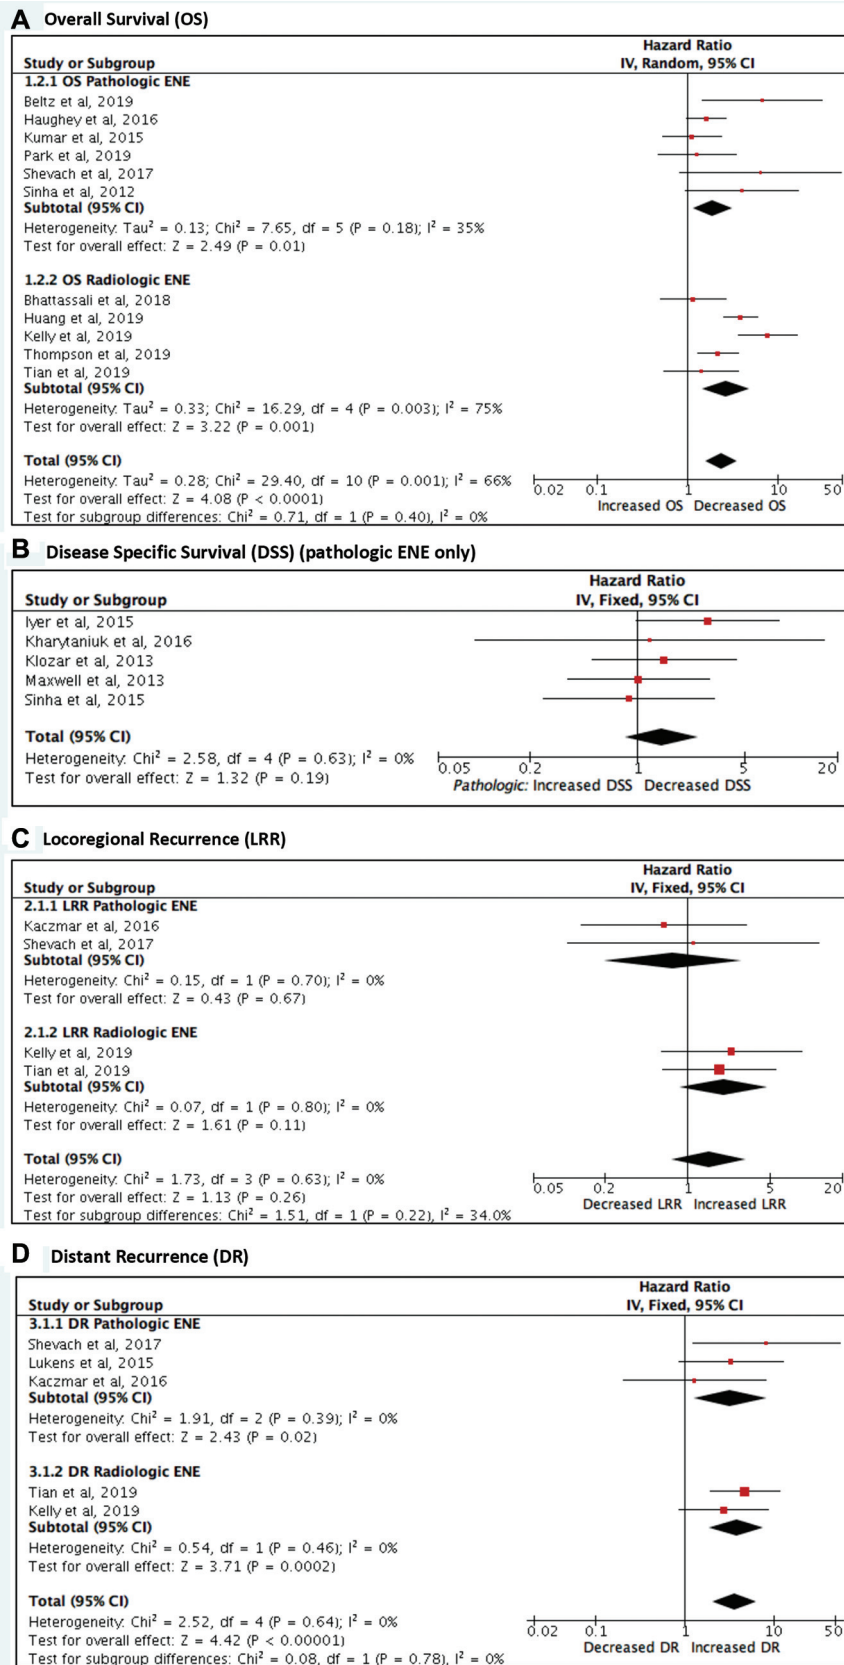 A Overall Survival (OS)
Hazard Ratio
Study or Subgroup IV, Random, 95% CI
1.2.1 OS Pathologic ENE
Beltz et al, 2019
Haughey et al, 2016
Kumar et al, 2015
Park et al, 2019
Shevach et al, 2017
Sinha et al, 2012
Subtotal (95% CI)
Heterogeneity: Tau² = 0.13; Chi² = 7.65, df = 5 (P = 0.18); I² = 35%
Test for overall effect: Z = 2.49 (P = 0.01)
1.2.2 OS Radiologic ENE
Bhattassali et al, 2018
Huang et al, 2019
Kelly et al, 2019
Thompson et al, 2019
Tian et al, 2019
Subtotal (95% CI)
Heterogeneity: Tau² = 0.33; Chi² = 16.29, df = 4 (P = 0.003); I² = 75%
Test for overall effect: Z = 3.22 (P = 0.001)
Total (95% CI)
Heterogeneity: Tau² = 0.28; Chi² = 29.40, df = 10 (P = 0.001); I² = 66%
Test for overall effect: Z = 4.08 (P < 0.0001)
Test for subgroup differences: Chi² = 0.71, df = 1 (P = 0.40), I² = 0%
0.02 0.1 1 10 50
Increased OS Decreased OS
B Disease Specific Survival (DSS) (pathologic ENE only)
Hazard Ratio
Study or Subgroup IV, Fixed, 95% CI
Iyer et al, 2015
Kharytaniuk et al, 2016
Klozar et al, 2013
Maxwell et al, 2013
Sinha et al, 2015
Total (95% CI)
Heterogeneity: Chi² = 2.58, df = 4 (P = 0.63); I² = 0%
Test for overall effect: Z = 1.32 (P = 0.19)
0.05 0.2 1 5 20
Pathologic: Increased DSS Decreased DSS
C Locoregional Recurrence (LRR)
Hazard Ratio
Study or Subgroup IV, Fixed, 95% CI
2.1.1 LRR Pathologic ENE
Kaczmar et al, 2016
Shevach et al, 2017
Subtotal (95% CI)
Heterogeneity: Chi² = 0.15, df = 1 (P = 0.70); I² = 0%
Test for overall effect: Z = 0.43 (P = 0.67)
2.1.2 LRR Radiologic ENE
Kelly et al, 2019
Tian et al, 2019
Subtotal (95% CI)
Heterogeneity: Chi² = 0.07, df = 1 (P = 0.80); I² = 0%
Test for overall effect: Z = 1.61 (P = 0.11)
Total (95% CI)
Heterogeneity: Chi² = 1.73, df = 3 (P = 0.63); I² = 0%
Test for overall effect: Z = 1.13 (P = 0.26)
Test for subgroup differences: Chi² = 1.51, df = 1 (P = 0.22), I² = 34.0%
0.05 0.2 1 5 20
Decreased LRR Increased LRR
D Distant Recurrence (DR)
Hazard Ratio
Study or Subgroup IV, Fixed, 95% CI
3.1.1 DR Pathologic ENE
Shevach et al, 2017
Lukens et al, 2015
Kaczmar et al, 2016
Subtotal (95% CI)
Heterogeneity: Chi² = 1.91, df = 2 (P = 0.39); I² = 0%
Test for overall effect: Z = 2.43 (P = 0.02)
3.1.2 DR Radiologic ENE
Tian et al, 2019
Kelly et al, 2019
Subtotal (95% CI)
Heterogeneity: Chi² = 0.54, df = 1 (P = 0.46); I² = 0%
Test for overall effect: Z = 3.71 (P = 0.0002)
Total (95% CI)
Heterogeneity: Chi² = 2.52, df = 4 (P = 0.64); I² = 0%
Test for overall effect: Z = 4.42 (P < 0.00001)
Test for subgroup differences: Chi² = 0.08, df = 1 (P = 0.78), I² = 0%
0.02 0.1 1 10 50
Decreased DR Increased DR